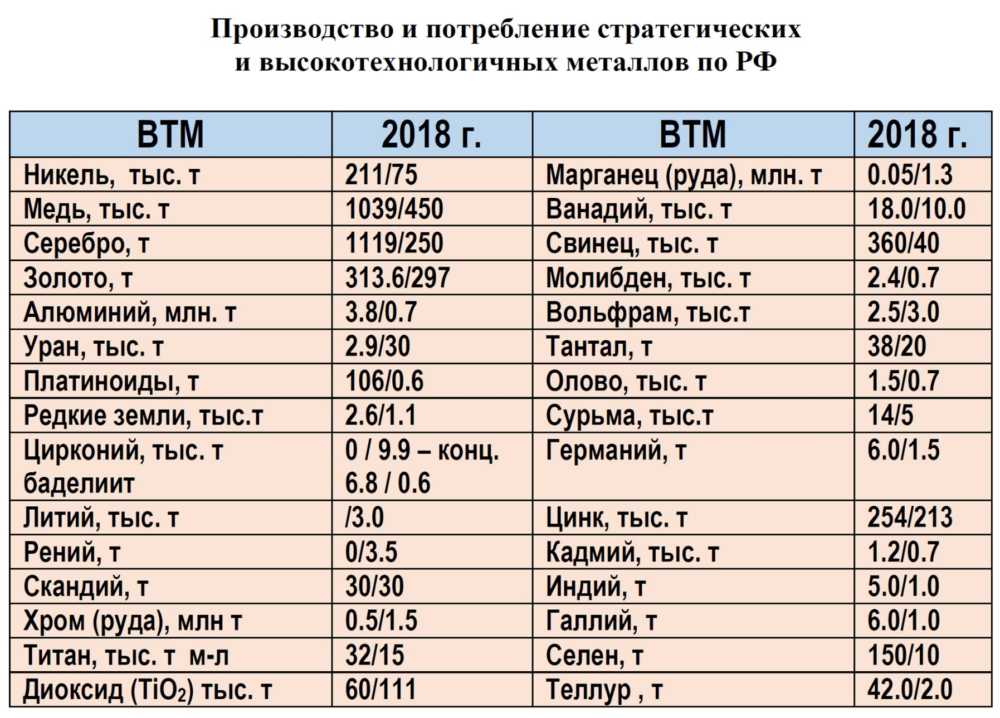 Производство и потребление стратегических
и высокотехнологичных металлов по РФ
ВТМ 2018 г. ВТМ 2018 г.
Никель, тыс. т 211/75 Марганец (руда), млн. т 0.05/1.3
Медь, тыс. т 1039/450 Ванадий, тыс. т 18.0/10.0
Серебро, т 1119/250 Свинец, тыс. т 360/40
Золото, т 313.6/297 Молибден, тыс. т 2.4/0.7
Алюминий, млн. т 3.8/0.7 Вольфрам, тыс.т 2.5/3.0
Уран, тыс. т 2.9/30 Тантал, т 38/20
Платиноиды, т 106/0.6 Олово, тыс. т 1.5/0.7
Редкие земли, тыс.т 2.6/1.1 Сурьма, тыс.т 14/5
Цирконий, тыс. т 0 / 9.9 – конц. Германий, т 6.0/1.5
баделиит 6.8 / 0.6
Литий, тыс. т /3.0 Цинк, тыс. т 254/213
Рений, т 0/3.5 Кадмий, тыс. т 1.2/0.7
Скандий, т 30/30 Индий, т 5.0/1.0
Хром (руда), млн т 0.5/1.5 Галлий, т 6.0/1.0
Титан, тыс. т м-л 32/15 Селен, т 150/10
Диоксид (TiO₂) тыс. т 60/111 Теллур , т 42.0/2.0